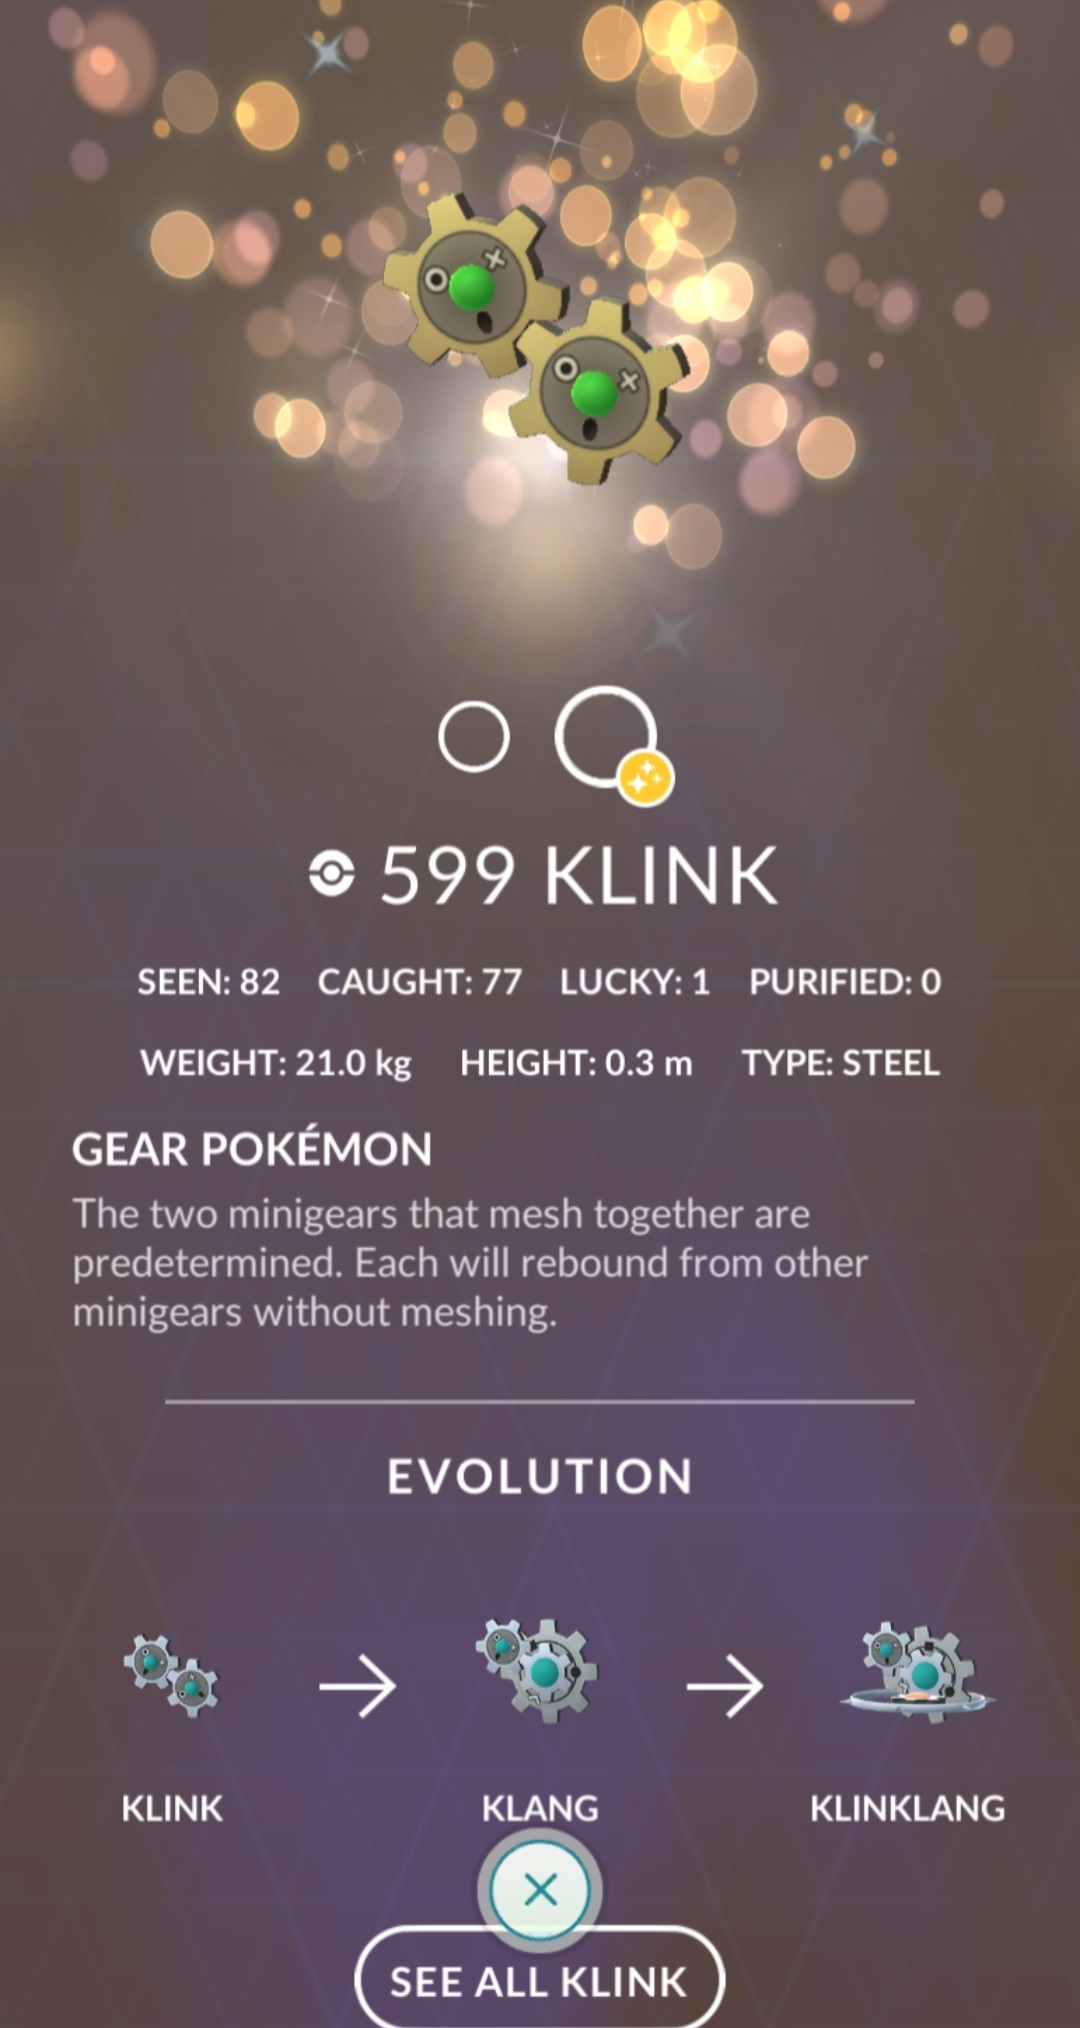 599 KLINK
SEEN: 82 CAUGHT: 77 LUCKY: 1 PURIFIED: 0
WEIGHT: 21.0 kg HEIGHT: 0.3 m TYPE: STEEL
GEAR POKÉMON
The two minigears that mesh together are
predetermined. Each will rebound from other
minigears without meshing.
EVOLUTION
KLINK KLANG KLINKLANG
SEE ALL KLINK